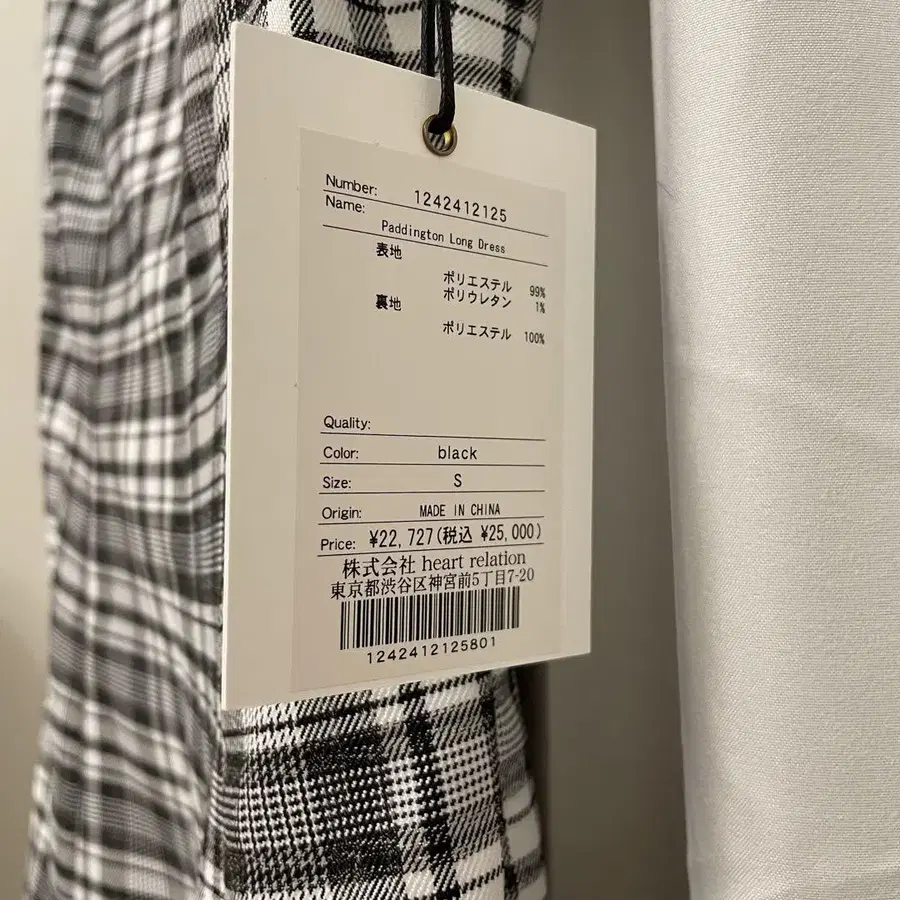 Number: 1242412125
Name:
Paddington Long Dress
表地
ポリエステル 99%
ポリウレタン 1%
裏地
ポリエステル 100%
Quality:
Color: black
Size: S
Origin: MADE IN CHINA
Price: ¥22,727(税込 ¥25,000)
株式会社 heart relation
東京都渋谷区神宮前5丁目7-20
1242412125801